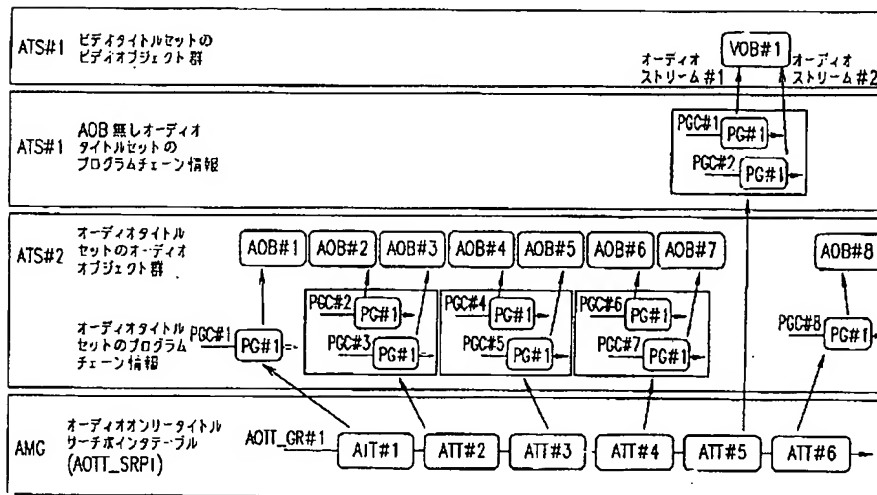 ATS#1
ビデオタイトルセットの
ビデオオブジェクト群
VOB#1
オーディオ
ストリーム#1
オーディオ
ストリーム#2
ATS#1
AOB 無しオーディオ
タイトルセットの
プログラムチェーン情報
PGC#1
PG#1
PGC#2
PG#1
ATS#2
オーディオタイトル
セットのオーディオ
オブジェクト群
AOB#1
AOB#2
AOB#3
AOB#4
AOB#5
AOB#6
AOB#7
AOB#8
オーディオタイトル
セットのプログラム
チェーン情報
PGC#1
PG#1
PGC#2
PG#1
PGC#3
PG#1
PGC#4
PG#1
PGC#5
PG#1
PGC#6
PG#1
PGC#7
PG#1
PGC#8
PG#1
AMG
オーディオオンリータイトル
サーチポインタテーブル
(AOTT_SRPI)
AOTT_GR#1
ATT#1
ATT#2
ATT#3
ATT#4
ATT#5
ATT#6